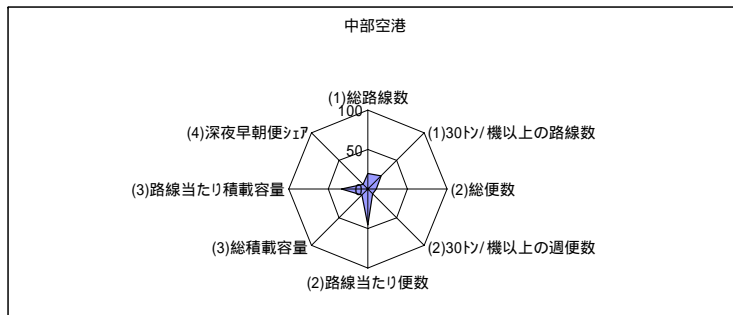 中部空港
(1)総路線数
100
(4)深夜早朝便ｼｪｱ
(1)30ﾄﾝ/機以上の路線数
50
(3)路線当たり積載容量
0
(2)総便数
(3)総積載容量
(2)30ﾄﾝ/機以上の週便数
(2)路線当たり便数